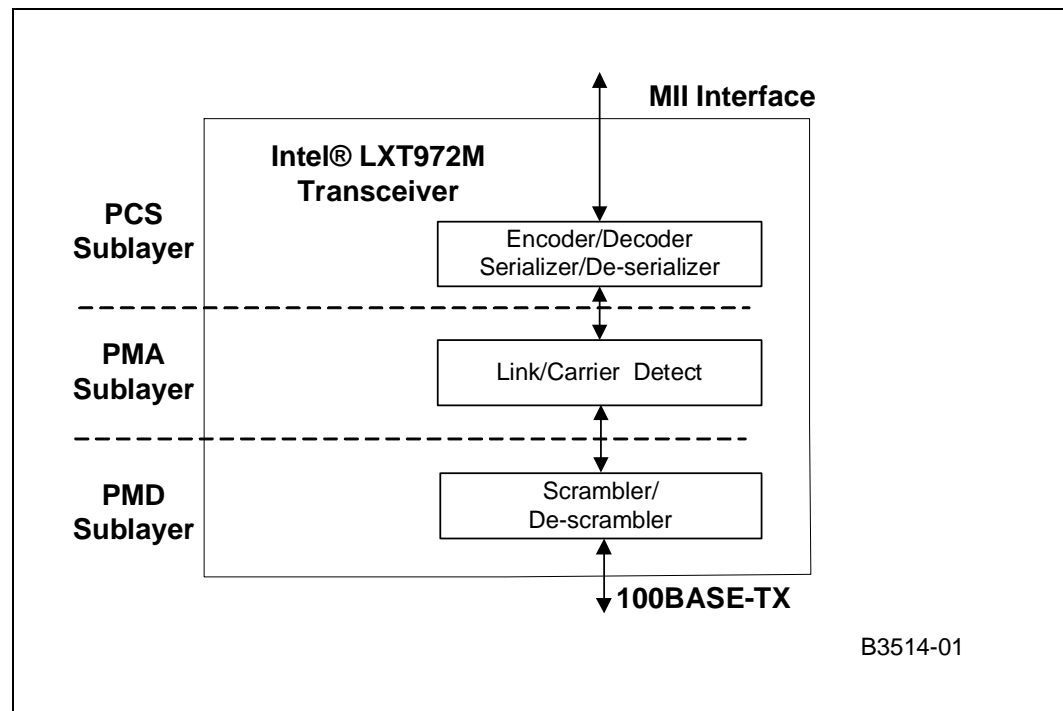 MII Interface
Intel® LXT972M
Transceiver
PCS
Sublayer
Encoder/Decoder
Serializer/De-serializer
PMA
Sublayer
Link/Carrier Detect
PMD
Sublayer
Scrambler/
De-scrambler
100BASE-TX
B3514-01